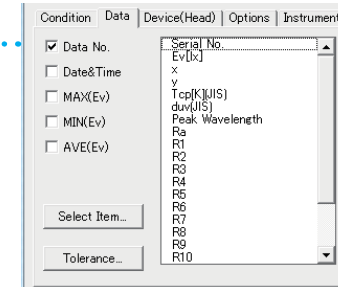 Condition Data Device(Head) Options Instrument
Data No.
Date&Time
MAX(Ev)
MIN(Ev)
AVE(Ev)
Select Item...
Tolerance...
Serial No.
Ev[lx]
x
y
Tcp[K](JIS)
duv(JIS)
Peak Wavelength
Ra
R1
R2
R3
R4
R5
R6
R7
R8
R9
R10